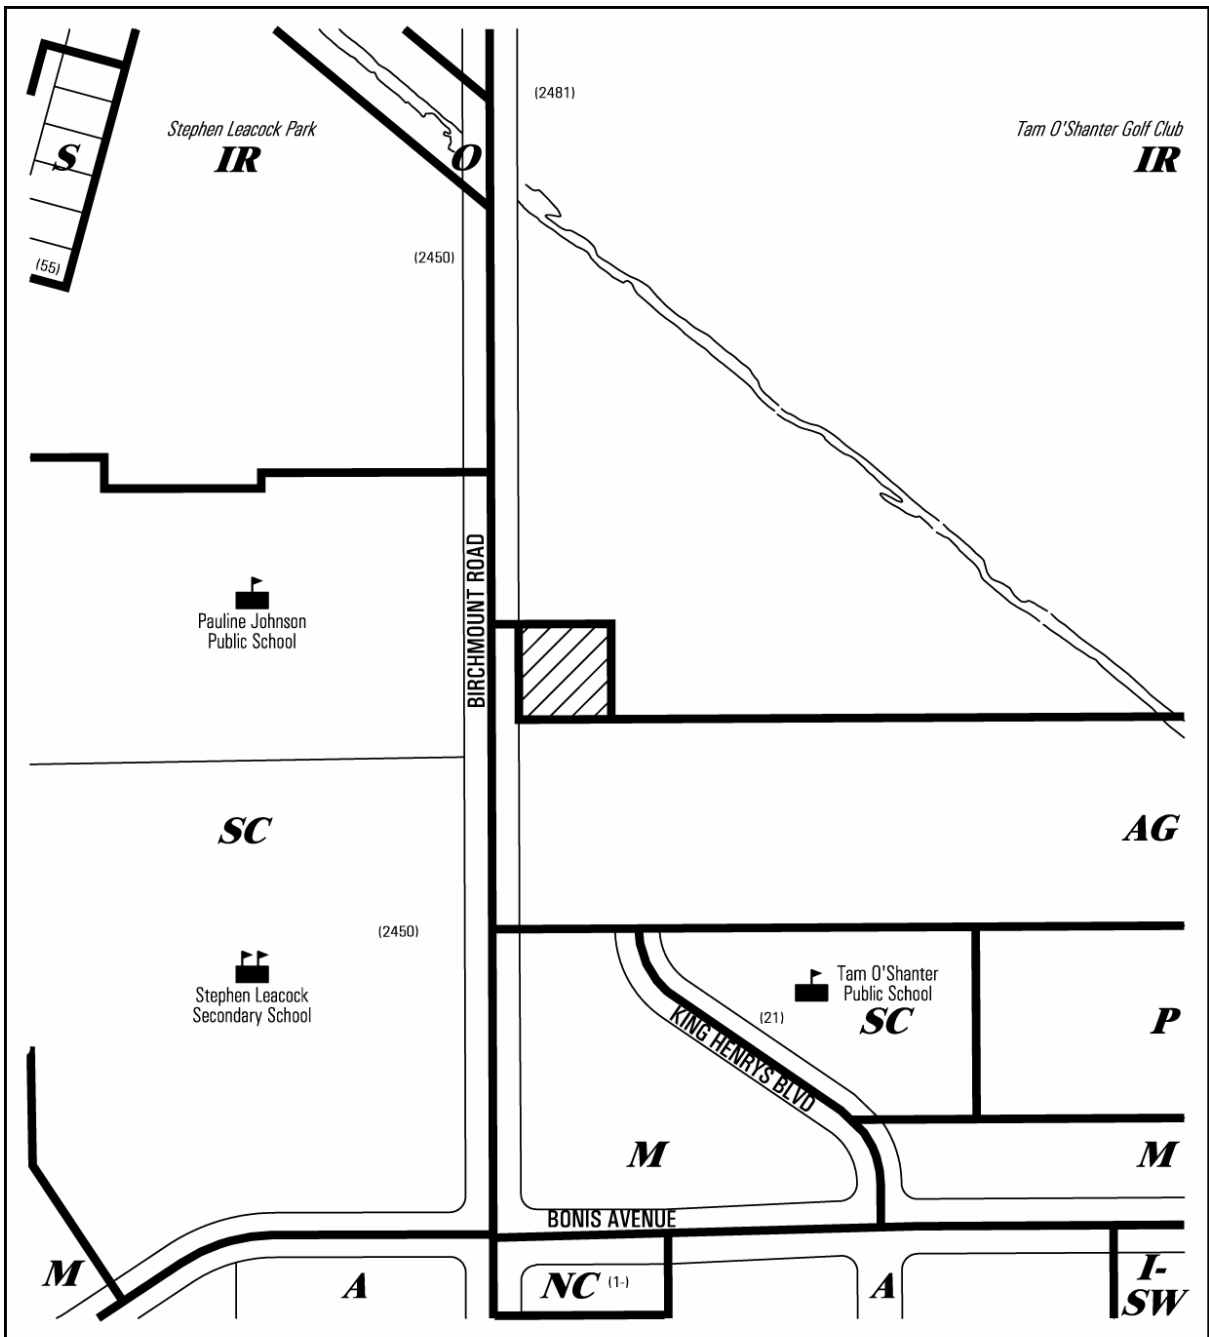 (2481)
Stephen Leacock Park
IR
Tam O'Shanter Golf Club
IR
S
O
(2450)
(55)
BIRCHMOUNT ROAD
Pauline Johnson
Public School
SC
AG
(2450)
Stephen Leacock
Secondary School
Tam O'Shanter
Public School
(21)
SC
P
KING HENRYS BLVD
M
M
BONIS AVENUE
M
A
NC (1-)
A
I-
SW